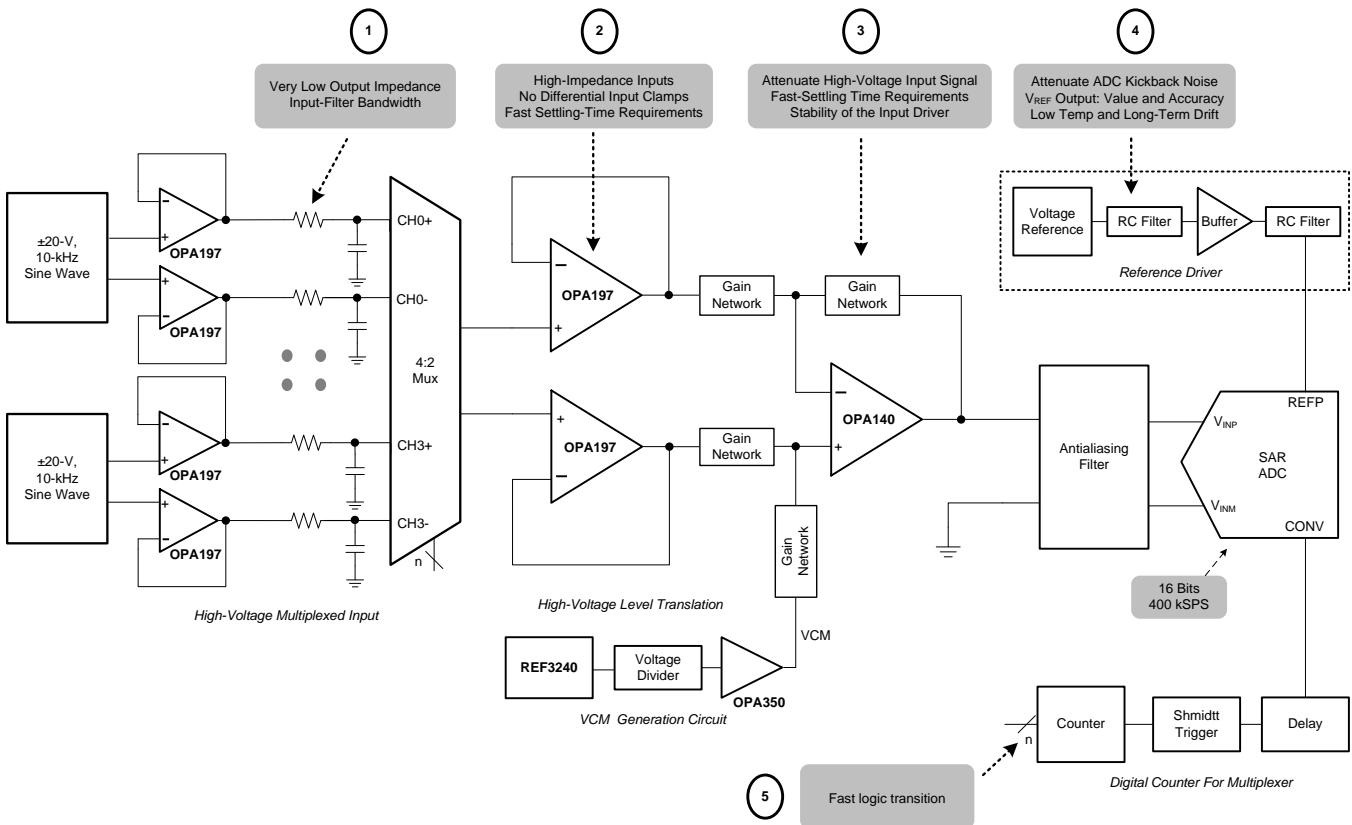 1
2
3
4
Very Low Output Impedance
Input-Filter Bandwidth
High-Impedance Inputs
No Differential Input Clamps
Fast Settling-Time Requirements
Attenuate High-Voltage Input Signal
Fast-Settling Time Requirements
Stability of the Input Driver
Attenuate ADC Kickback Noise
VREF Output: Value and Accuracy
Low Temp and Long-Term Drift
±20-V,
10-kHz
Sine Wave
OPA197
OPA197
CH0+
CH0-
4:2
Mux
CH3+
CH3-
n
±20-V,
10-kHz
Sine Wave
OPA197
OPA197
High-Voltage Multiplexed Input
OPA197
OPA197
High-Voltage Level Translation
Gain
Network
Gain
Network
Gain
Network
Gain
Network
OPA140
VCM
REF3240
Voltage
Divider
OPA350
VCM Generation Circuit
Voltage
Reference
RC Filter
Buffer
RC Filter
Reference Driver
Antialiasing
Filter
REFP
VINP
SAR
ADC
VINM
CONV
16 Bits
400 kSPS
n
Counter
Shmidtt
Trigger
Delay
Digital Counter For Multiplexer
5
Fast logic transition